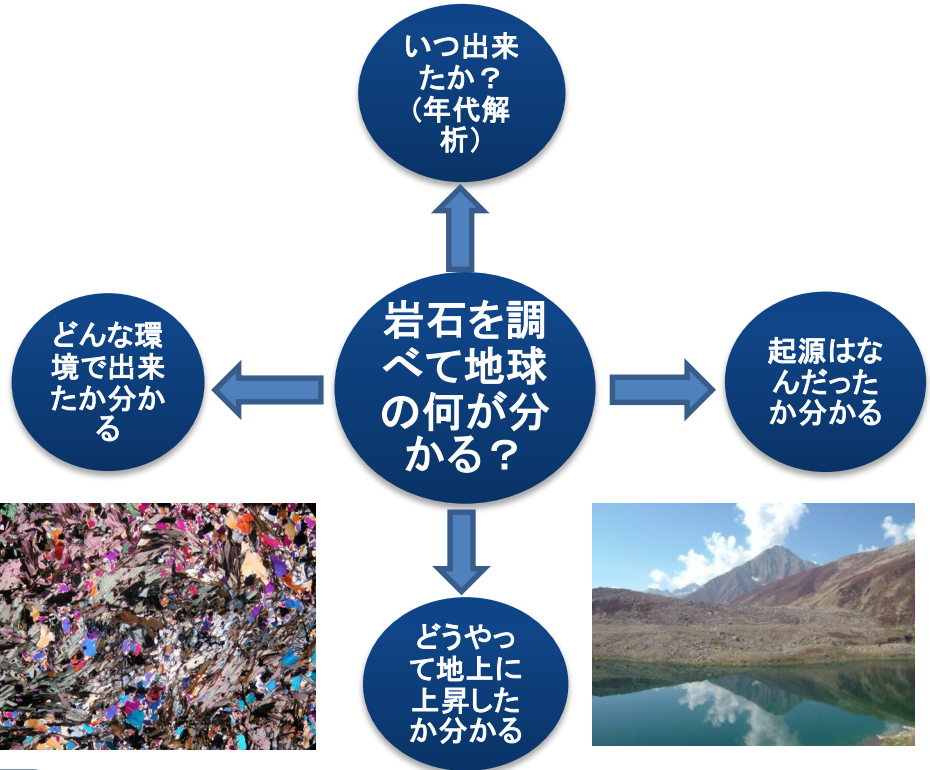 いつ出来
たか？
（年代解
析）
どんな環
境で出来
たか分か
る
岩石を調
べて地球
の何が分
かる？
起源はな
んだった
か分かる
どうやっ
て地上に
上昇した
か分かる